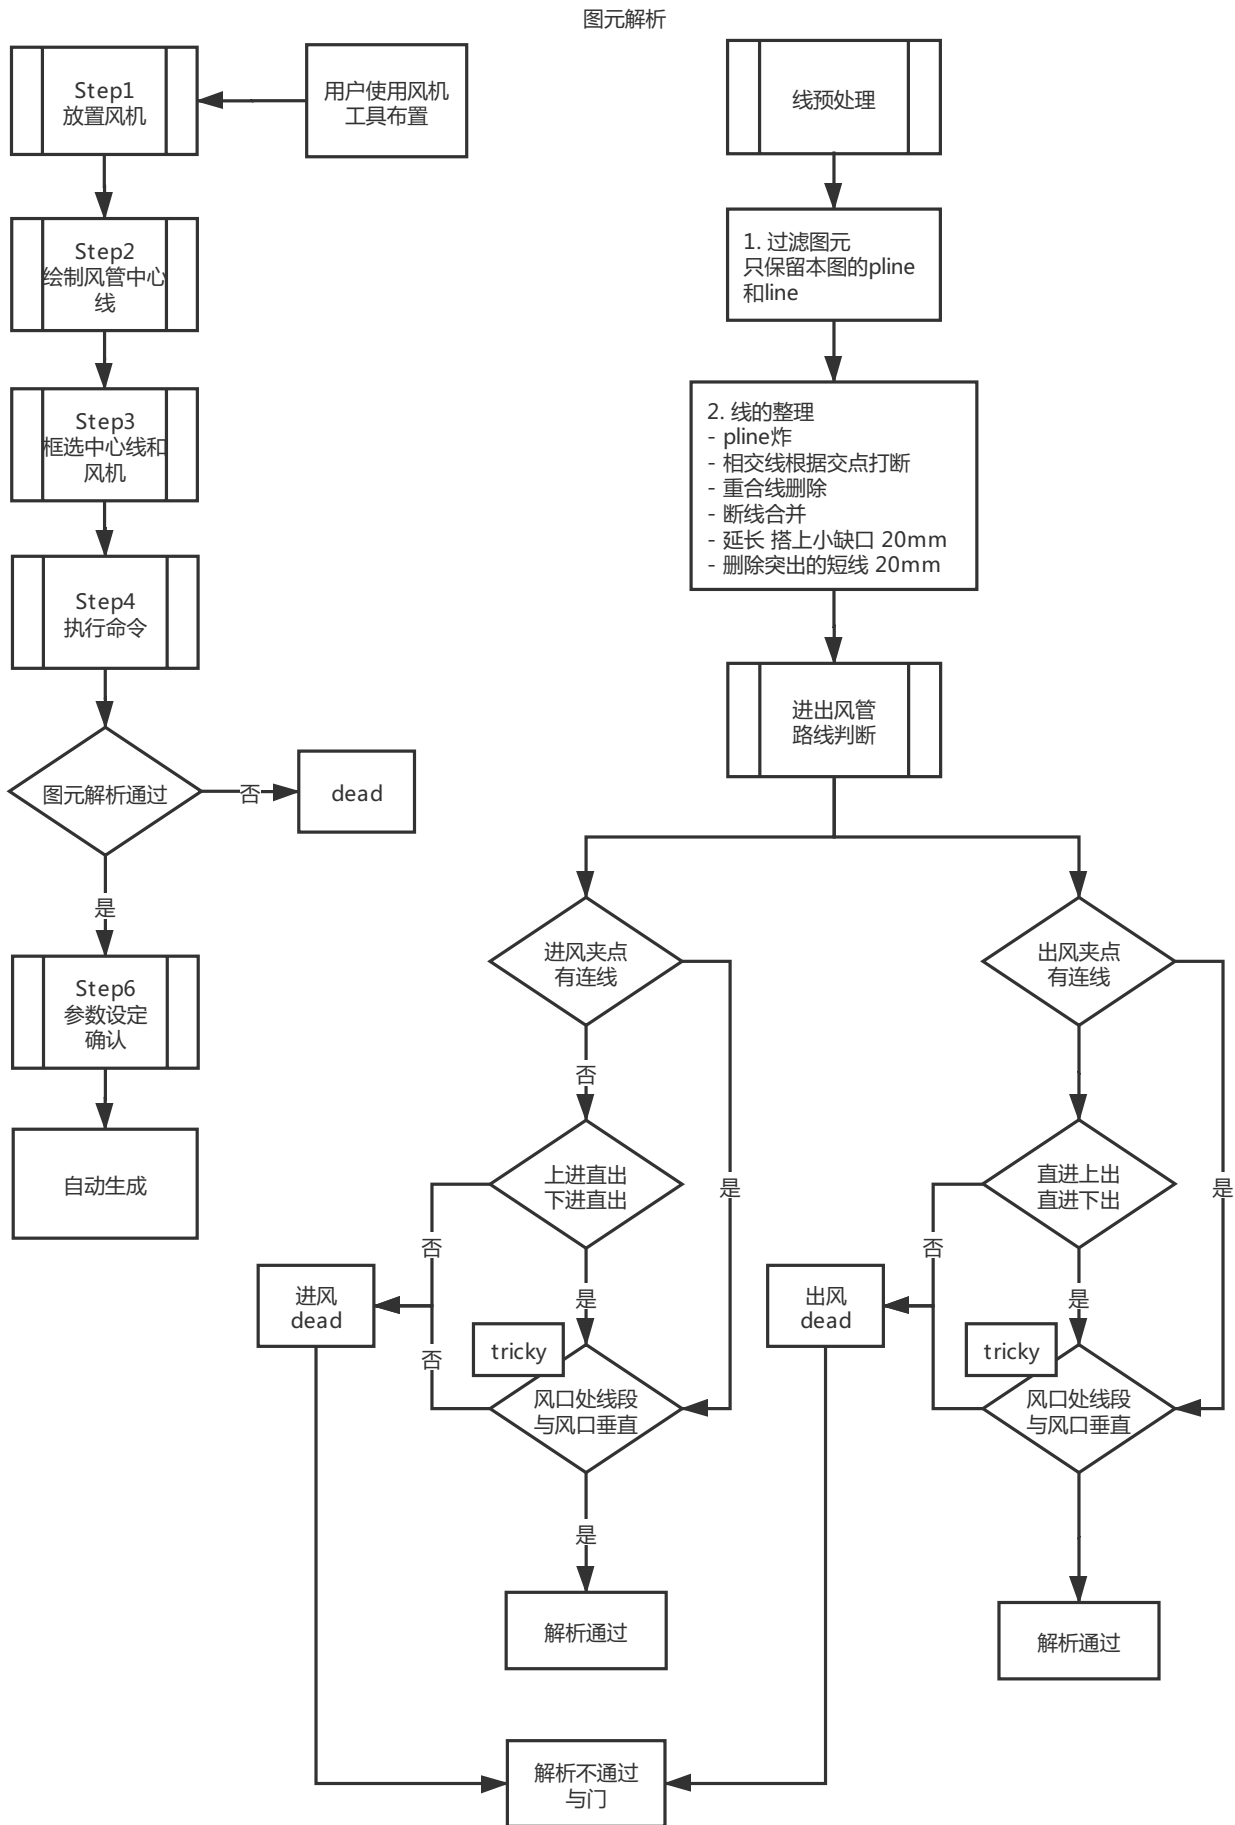 图元解析
Step1
放置风机
用户使用风机
工具布置
Step2
绘制风管中心
线
Step3
框选中心线和
风机
Step4
执行命令
图元解析通过
否
dead
是
Step6
参数设定
确认
自动生成
线预处理
1. 过滤图元
只保留本图的pline
和line
2. 线的整理
- pline炸
- 相交线根据交点打断
- 重合线删除
- 断线合并
- 延长 搭上小缺口 20mm
- 删除突出的短线 20mm
进出风管
路线判断
进风夹点
有连线
否
是
上进直出
下进直出
否
是
进风
dead
tricky
否
风口处线段
与风口垂直
是
解析通过
出风夹点
有连线
是
直进上出
直进下出
否
是
出风
dead
tricky
风口处线段
与风口垂直
解析通过
解析不通过
与门